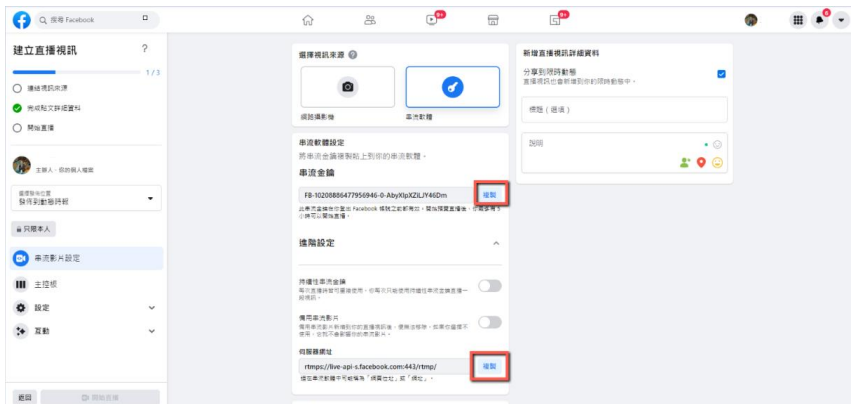 搜尋 Facebook
9+
9+
6
建立直播視訊
?
1 / 3
連結視訊來源
完成貼文詳細資料
開始直播
主辦人 · 你的個人檔案
選擇發佈位置
發佈到動態時報
只限本人
串流影片設定
主控板
設定
互動
返回
開始直播
選擇視訊來源
網路攝影機
串流軟體
串流軟體設定
將串流金鑰複製貼上到你的串流軟體。
串流金鑰
FB-10208886477956946-0-AbyXlpXZiLJY46Dm
複製
進階設定
持續性串流金鑰
備用串流影片
伺服器網址
rtmps://live-api-s.facebook.com:443/rtmp/
複製
新增直播視訊詳細資料
分享到限時動態
直播視訊也會新增到你的限時動態中。
標題（選填）
說明